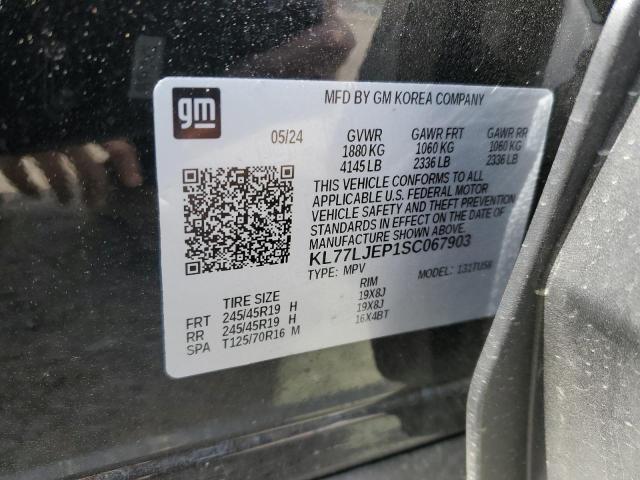 MFD BY GM KOREA COMPANY
gm
05/24 GVWR GAWR FRT GAWR RR
1880 KG 1060 KG 1060 KG
4145 LB 2336 LB 2336 LB
THIS VEHICLE CONFORMS TO ALL
APPLICABLE U.S. FEDERAL MOTOR
VEHICLE SAFETY AND THEFT PREVENTION
STANDARDS IN EFFECT ON THE DATE OF
MANUFACTURE SHOWN ABOVE.
KL77LJEP1SC067903
TYPE: MPV MODEL: 131TU58
TIRE SIZE RIM
FRT 245/45R19 H 19X8J
RR 245/45R19 H 19X8J
SPA T125/70R16 M 16X4BT